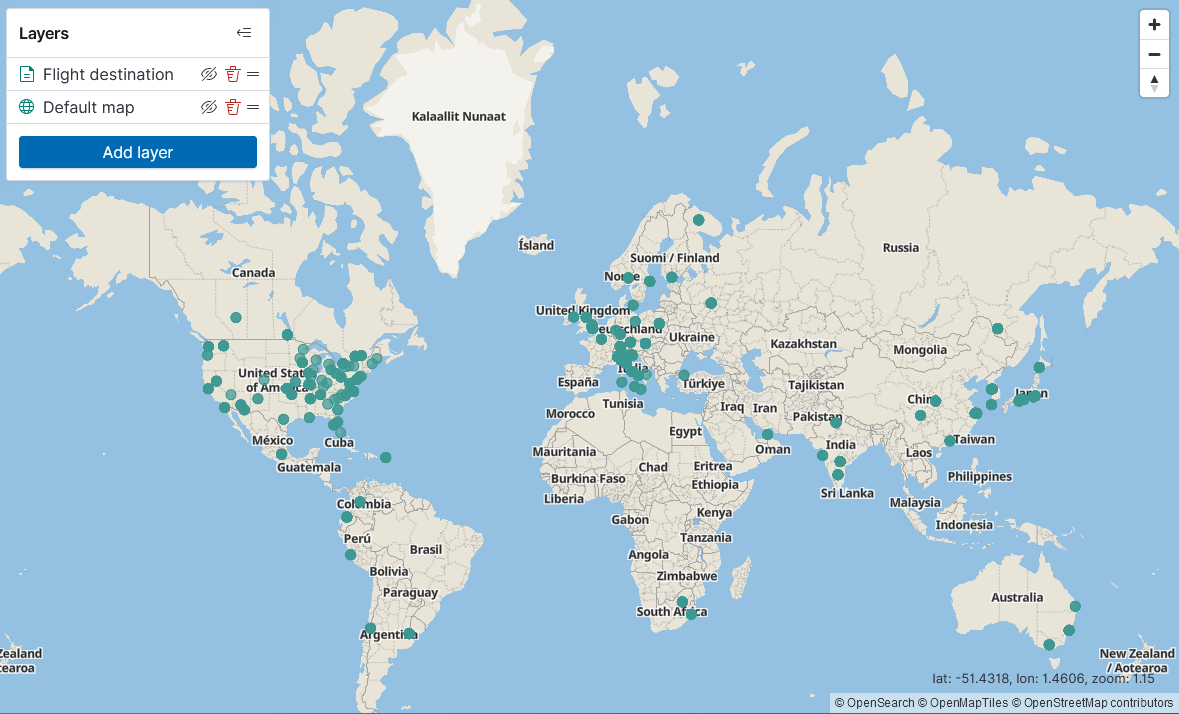 Layers
Flight destination
Default map
Add layer
Kalaallit Nunaat
Ísland
Suomi / Finland
Russia
Canada
Norge
United Kingdom
Deutschland
Ukraine
Kazakhstan
Mongolia
United States
of America
Italia
España
Türkiye
Tajikistan
China
Japan
Tunisia
Morocco
Iraq
Iran
Pakistan
México
Cuba
Egypt
Oman
India
Taiwan
Laos
Guatemala
Mauritania
Chad
Eritrea
Burkina Faso
Ethiopia
Philippines
Liberia
Sri Lanka
Malaysia
Colombia
Gabon
Kenya
Indonesia
Perú
Brasil
Tanzania
Angola
Bolivia
Zimbabwe
Paraguay
Australia
South Africa
Argentina
Zealand
earoa
New Zealand
/ Aotearoa
lat: -51.4318, lon: 1.4606, zoom: 1.15
© OpenSearch © OpenMapTiles © OpenStreetMap contributors